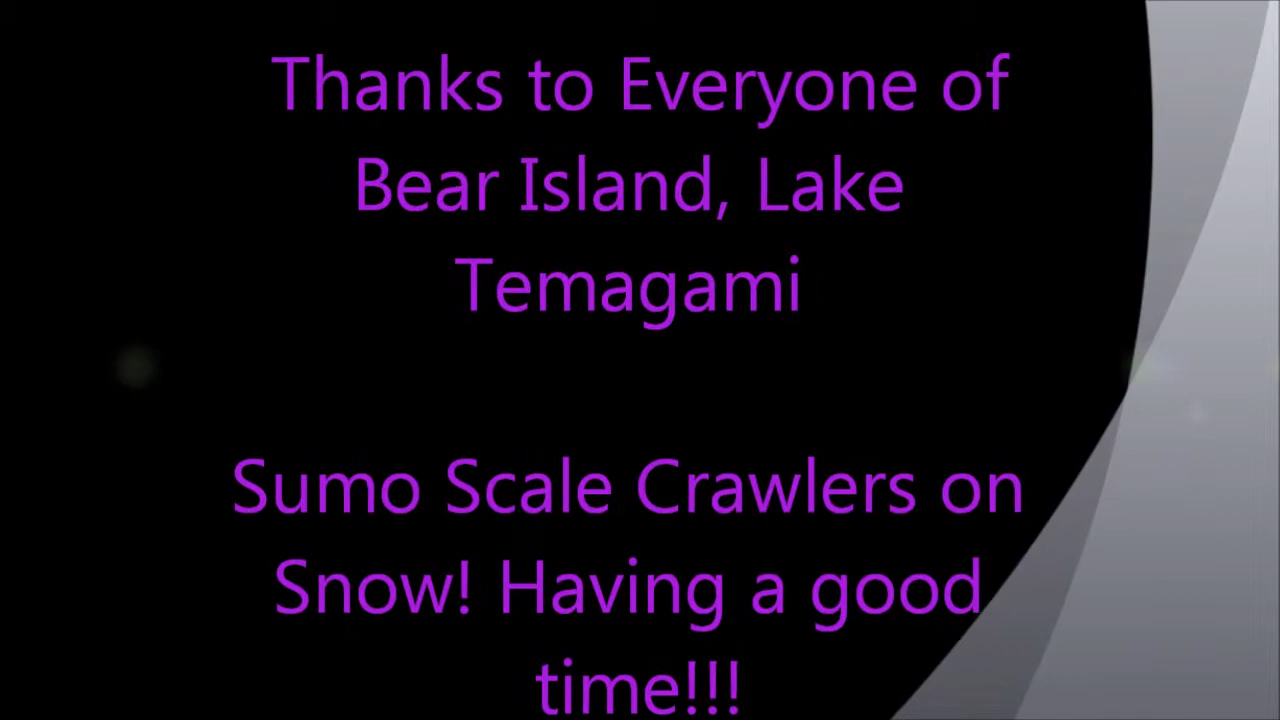 Thanks to Everyone of
Bear Island, Lake
Temagami
Sumo Scale Crawlers on
Snow! Having a good
time!!!